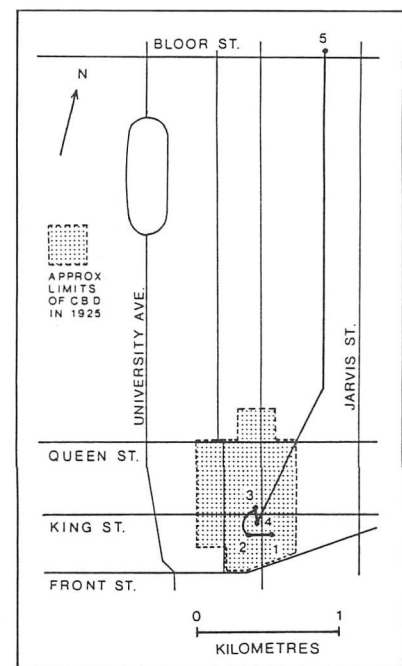 5
BLOOR ST.
N
APPROX
LIMITS
OF CBD
IN 1925
UNIVERSITY AVE.
JARVIS ST.
QUEEN ST.
3
4
KING ST.
2
1
FRONT ST.
0
1
KILOMETRES